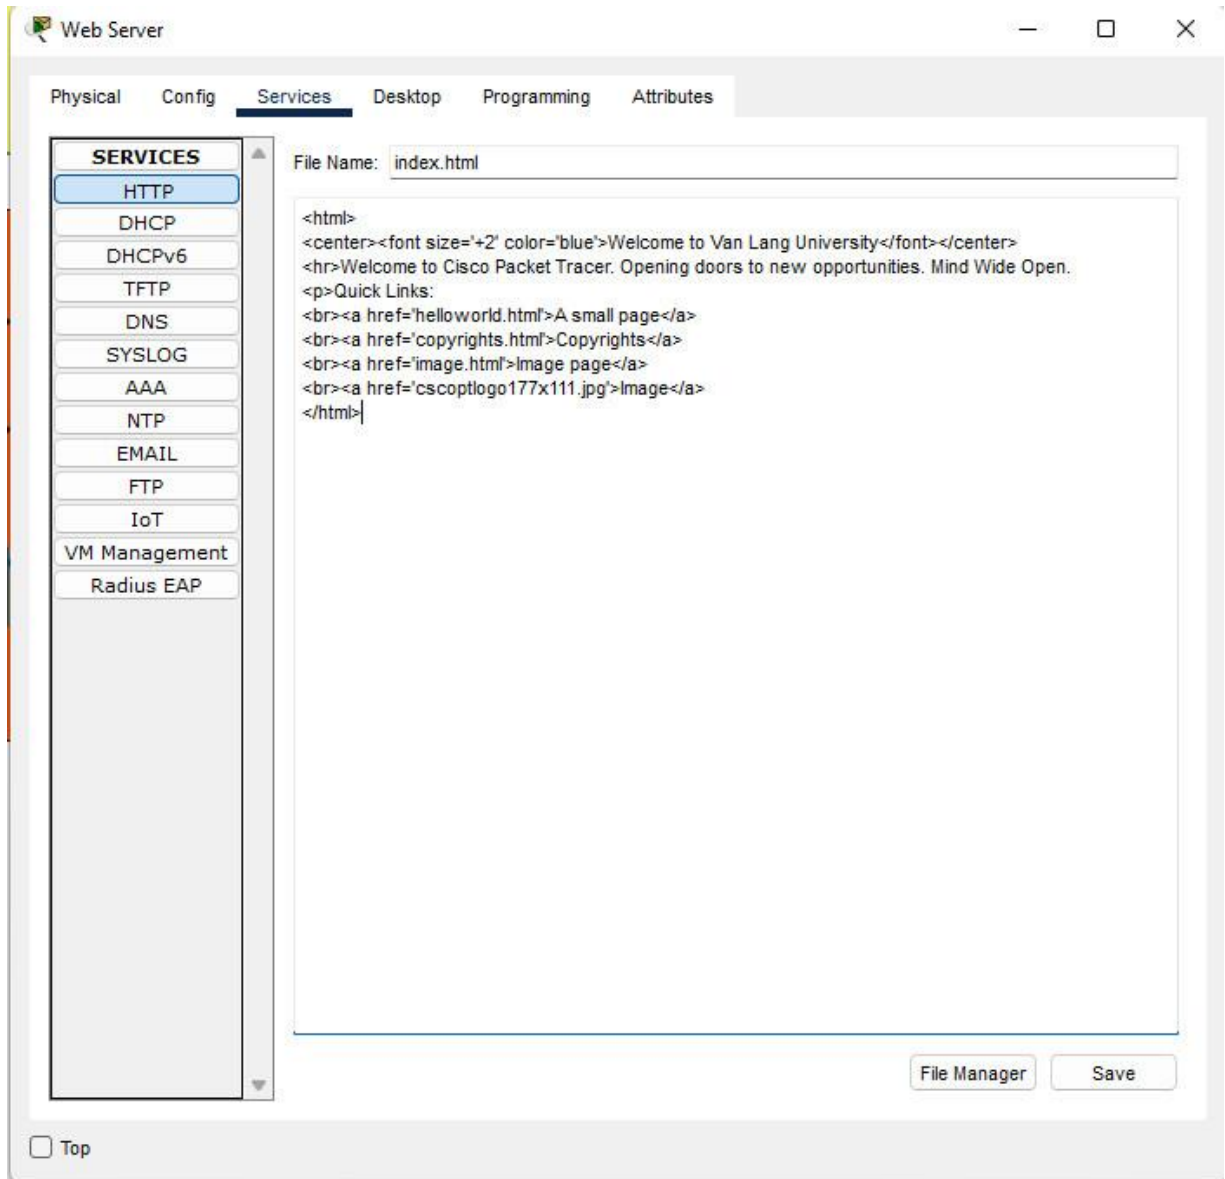 Web Server
Physical Config Services Desktop Programming Attributes
SERVICES
HTTP
DHCP
DHCPv6
TFTP
DNS
SYSLOG
AAA
NTP
EMAIL
FTP
IoT
VM Management
Radius EAP
File Name: index.html
<html>
<center><font size='+2' color='blue'>Welcome to Van Lang University</font></center>
<hr>Welcome to Cisco Packet Tracer. Opening doors to new opportunities. Mind Wide Open.
<p>Quick Links:
<br><a href='helloworld.html'>A small page</a>
<br><a href='copyrights.html'>Copyrights</a>
<br><a href='image.html'>Image page</a>
<br><a href='cscoptlogo177x111.jpg'>Image</a>
</html>
File Manager Save
Top